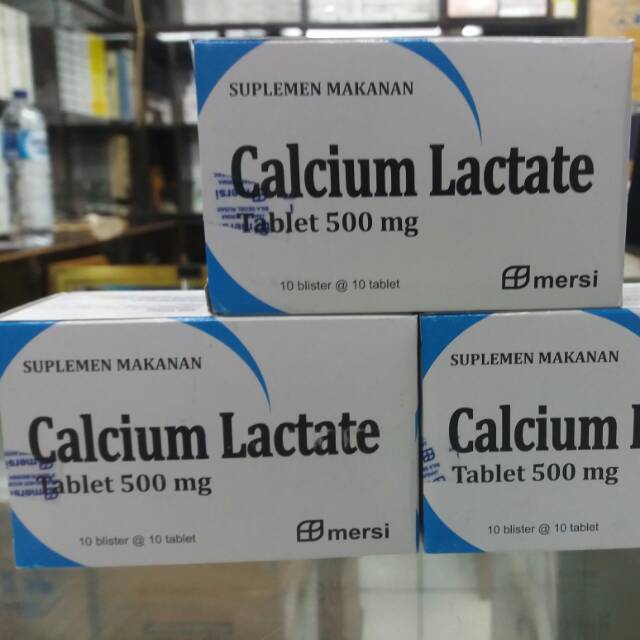 SUPLEMEN MAKANAN
Calcium Lactate
Tablet 500 mg
10 blister @ 10 tablet
mersi
SUPLEMEN MAKANAN
Calcium Lactate
Tablet 500 mg
10 blister @ 10 tablet
mersi
SUPLEMEN MAKANAN
Calcium L
Tablet 500 mg
10 blister @ 10 tablet